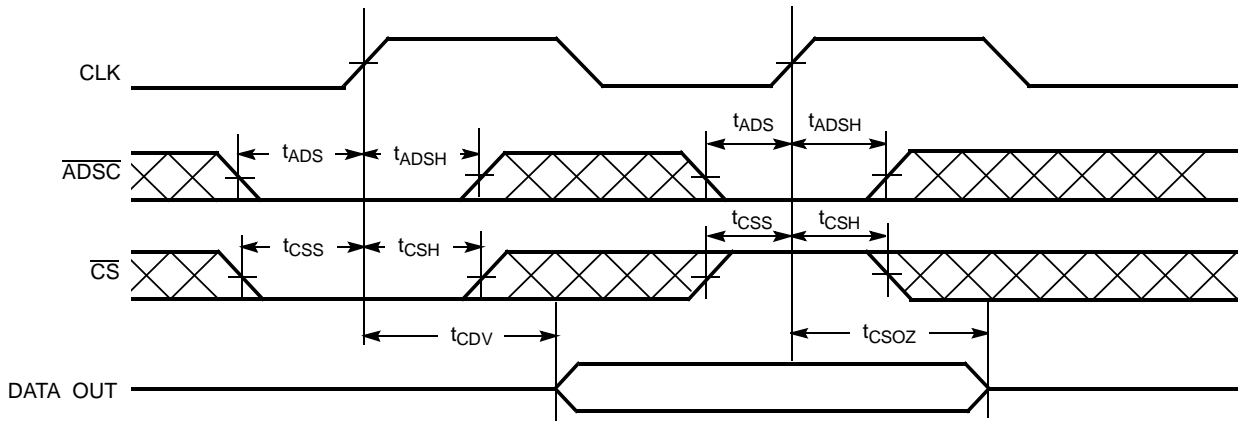 CLK
tADS tADSH tADS tADSH
ADSC
tCSS tCSH tCSS tCSH
CS
tCDV tCSOZ
DATA OUT